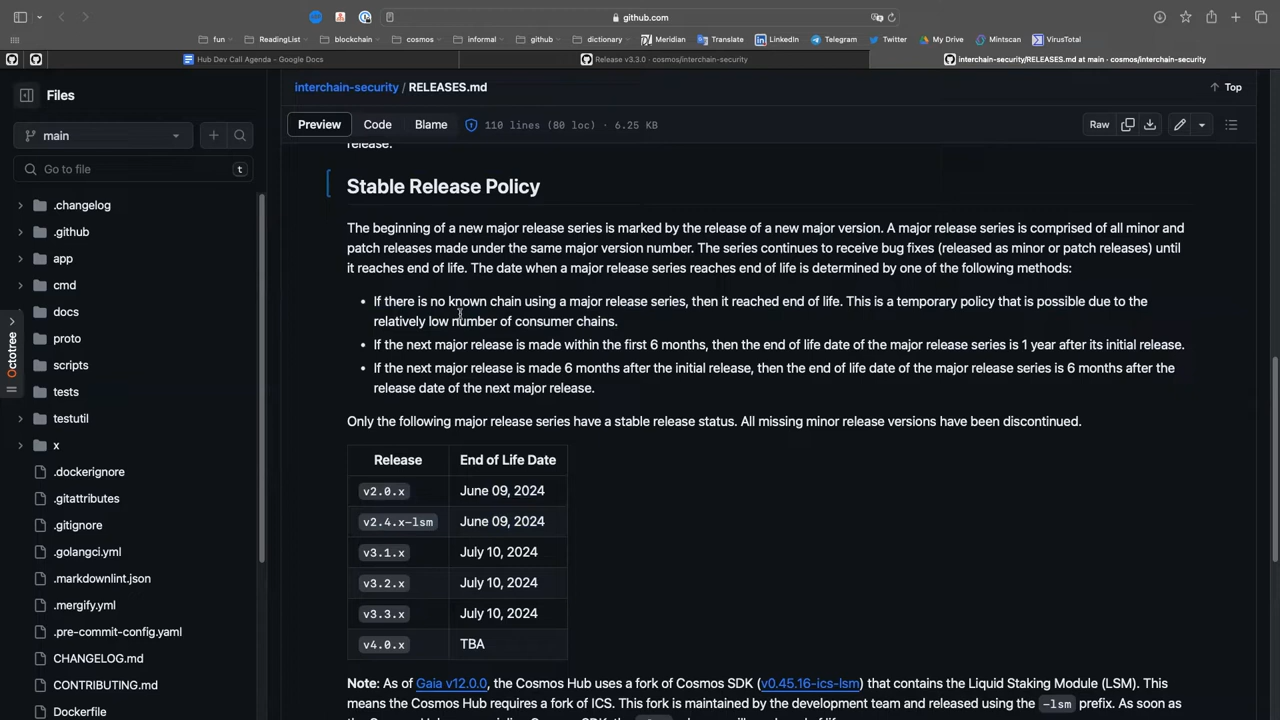 github.com
fun
ReadingList
blockchain
cosmos
informal
github
dictionary
Meridian
Translate
LinkedIn
Telegram
Twitter
My Drive
Mintscan
VirusTotal
Hub Dev Call Agenda - Google Docs
Release v3.3.0 · cosmos/interchain-security
interchain-security/RELEASES.md at main · cosmos/interchain-security
Files
interchain-security / RELEASES.md
Top
main
Preview
Code
Blame
110 lines (80 loc) · 6.25 KB
Raw
Go to file
t
.changelog
.github
app
cmd
docs
proto
scripts
tests
testutil
x
.dockerignore
.gitattributes
.gitignore
.golangci.yml
.markdownlint.json
.mergify.yml
.pre-commit-config.yaml
CHANGELOG.md
CONTRIBUTING.md
Dockerfile
Octotree
release.
Stable Release Policy
The beginning of a new major release series is marked by the release of a new major version. A major release series is comprised of all minor and
patch releases made under the same major version number. The series continues to receive bug fixes (released as minor or patch releases) until
it reaches end of life. The date when a major release series reaches end of life is determined by one of the following methods:
• If there is no known chain using a major release series, then it reached end of life. This is a temporary policy that is possible due to the
relatively low number of consumer chains.
• If the next major release is made within the first 6 months, then the end of life date of the major release series is 1 year after its initial release.
• If the next major release is made 6 months after the initial release, then the end of life date of the major release series is 6 months after the
release date of the next major release.
Only the following major release series have a stable release status. All missing minor release versions have been discontinued.
Release End of Life Date
v2.0.x June 09, 2024
v2.4.x-lsm June 09, 2024
v3.1.x July 10, 2024
v3.2.x July 10, 2024
v3.3.x July 10, 2024
v4.0.x TBA
Note: As of Gaia v12.0.0, the Cosmos Hub uses a fork of Cosmos SDK (v0.45.16-ics-lsm) that contains the Liquid Staking Module (LSM). This
means the Cosmos Hub requires a fork of ICS. This fork is maintained by the development team and released using the -lsm prefix. As soon as